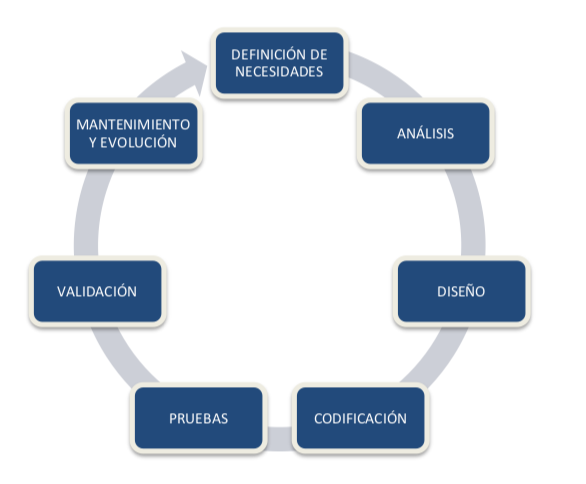 DEFINICIÓN DE
NECESIDADES
ANÁLISIS
DISEÑO
CODIFICACIÓN
PRUEBAS
VALIDACIÓN
MANTENIMIENTO
Y EVOLUCIÓN